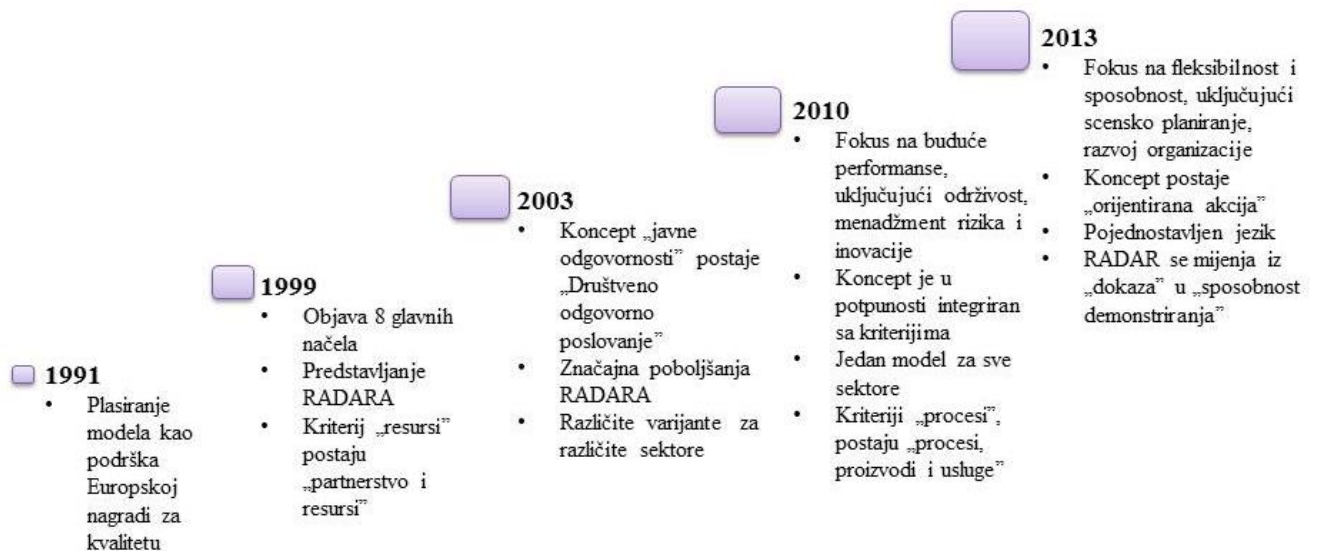 1991
• Plasiranje
modela kao
podrška
Europskoj
nagradi za
kvalitetu
1999
• Objava 8 glavnih
načela
• Predstavljanje
RADARA
• Kriterij „resursi”
postaju
„partnerstvo i
resursi”
2003
• Koncept „javne
odgovornosti” postaje
„Društveno
odgovorno
poslovanje”
• Značajna poboljšanja
RADARA
• Različite varijante za
različite sektore
2010
• Fokus na buduće
performanse,
uključujući održivost,
menadžment rizika i
inovacije
• Koncept je u
potpunosti integriran
sa kriterijima
• Jedan model za sve
sektore
• Kriteriji „procesi”,
postaju „procesi,
proizvodi i usluge”
2013
• Fokus na fleksibilnost i
sposobnost, uključujući
scensko planiranje,
razvoj organizacije
• Koncept postaje
„orijentirana akcija”
• Pojednostavljen jezik
• RADAR se mijenja iz
„dokaza” u „sposobnost
demonstriranja”